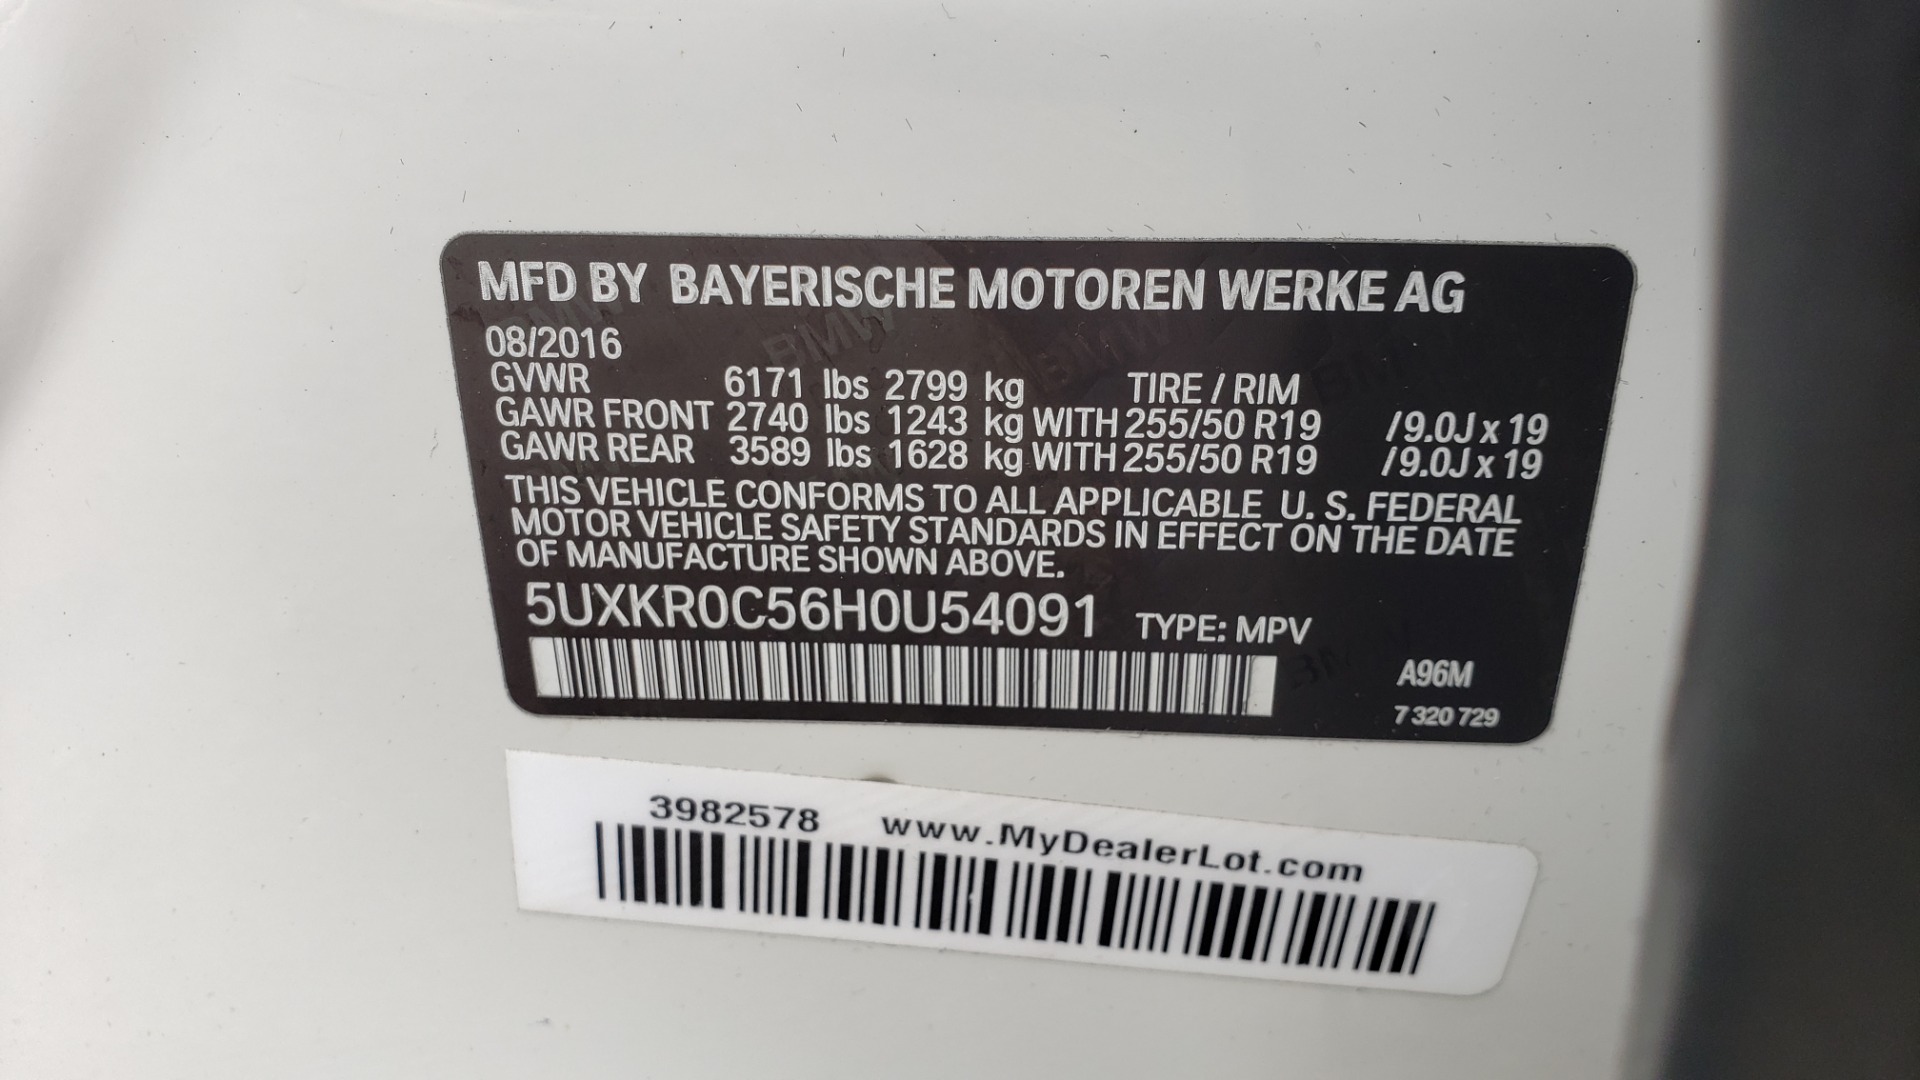 MFD BY BAYERISCHE MOTOREN WERKE AG
08/2016
GVWR 6171 lbs 2799 kg TIRE / RIM
GAWR FRONT 2740 lbs 1243 kg WITH 255/50 R19 /9.0J x 19
GAWR REAR 3589 lbs 1628 kg WITH 255/50 R19 /9.0J x 19
THIS VEHICLE CONFORMS TO ALL APPLICABLE U. S. FEDERAL
MOTOR VEHICLE SAFETY STANDARDS IN EFFECT ON THE DATE
OF MANUFACTURE SHOWN ABOVE.
5UXKR0C56H0U54091 TYPE: MPV
A96M
7 320 729
3982578 www.MyDealerLot.com